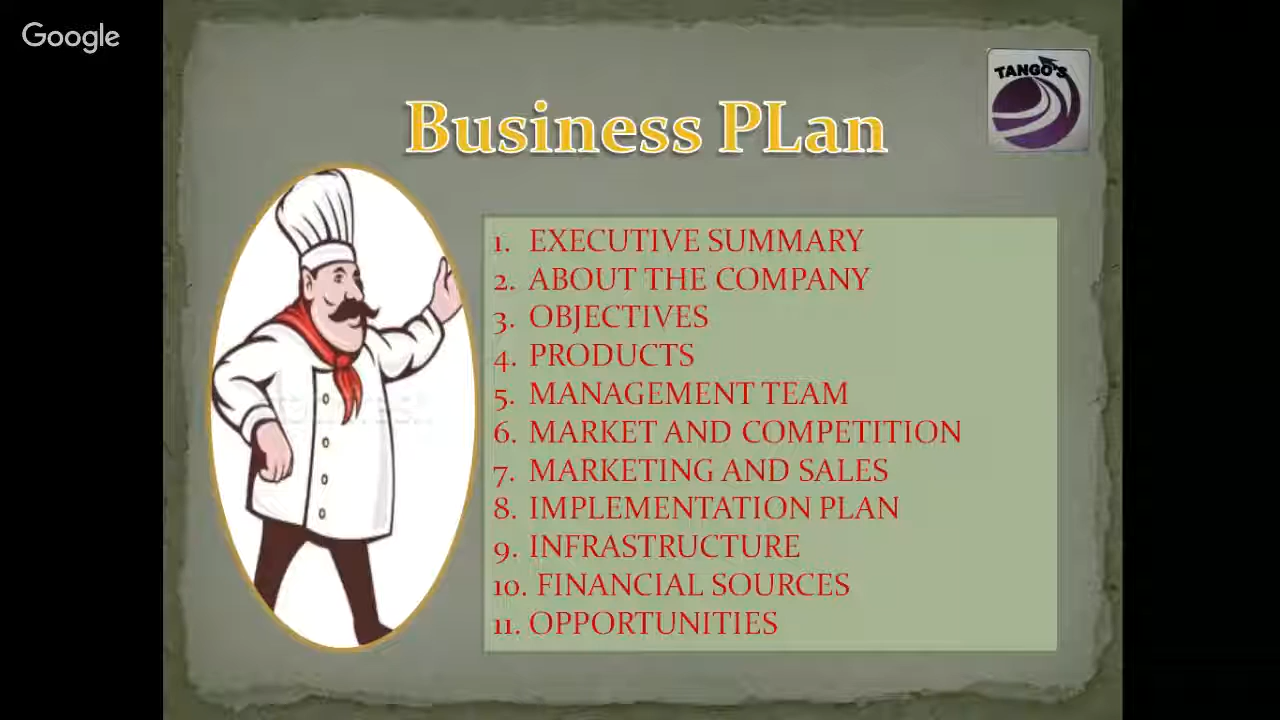 Google
TANGO'S
Business PLan
1. EXECUTIVE SUMMARY
2. ABOUT THE COMPANY
3. OBJECTIVES
4. PRODUCTS
5. MANAGEMENT TEAM
6. MARKET AND COMPETITION
7. MARKETING AND SALES
8. IMPLEMENTATION PLAN
9. INFRASTRUCTURE
10. FINANCIAL SOURCES
11. OPPORTUNITIES